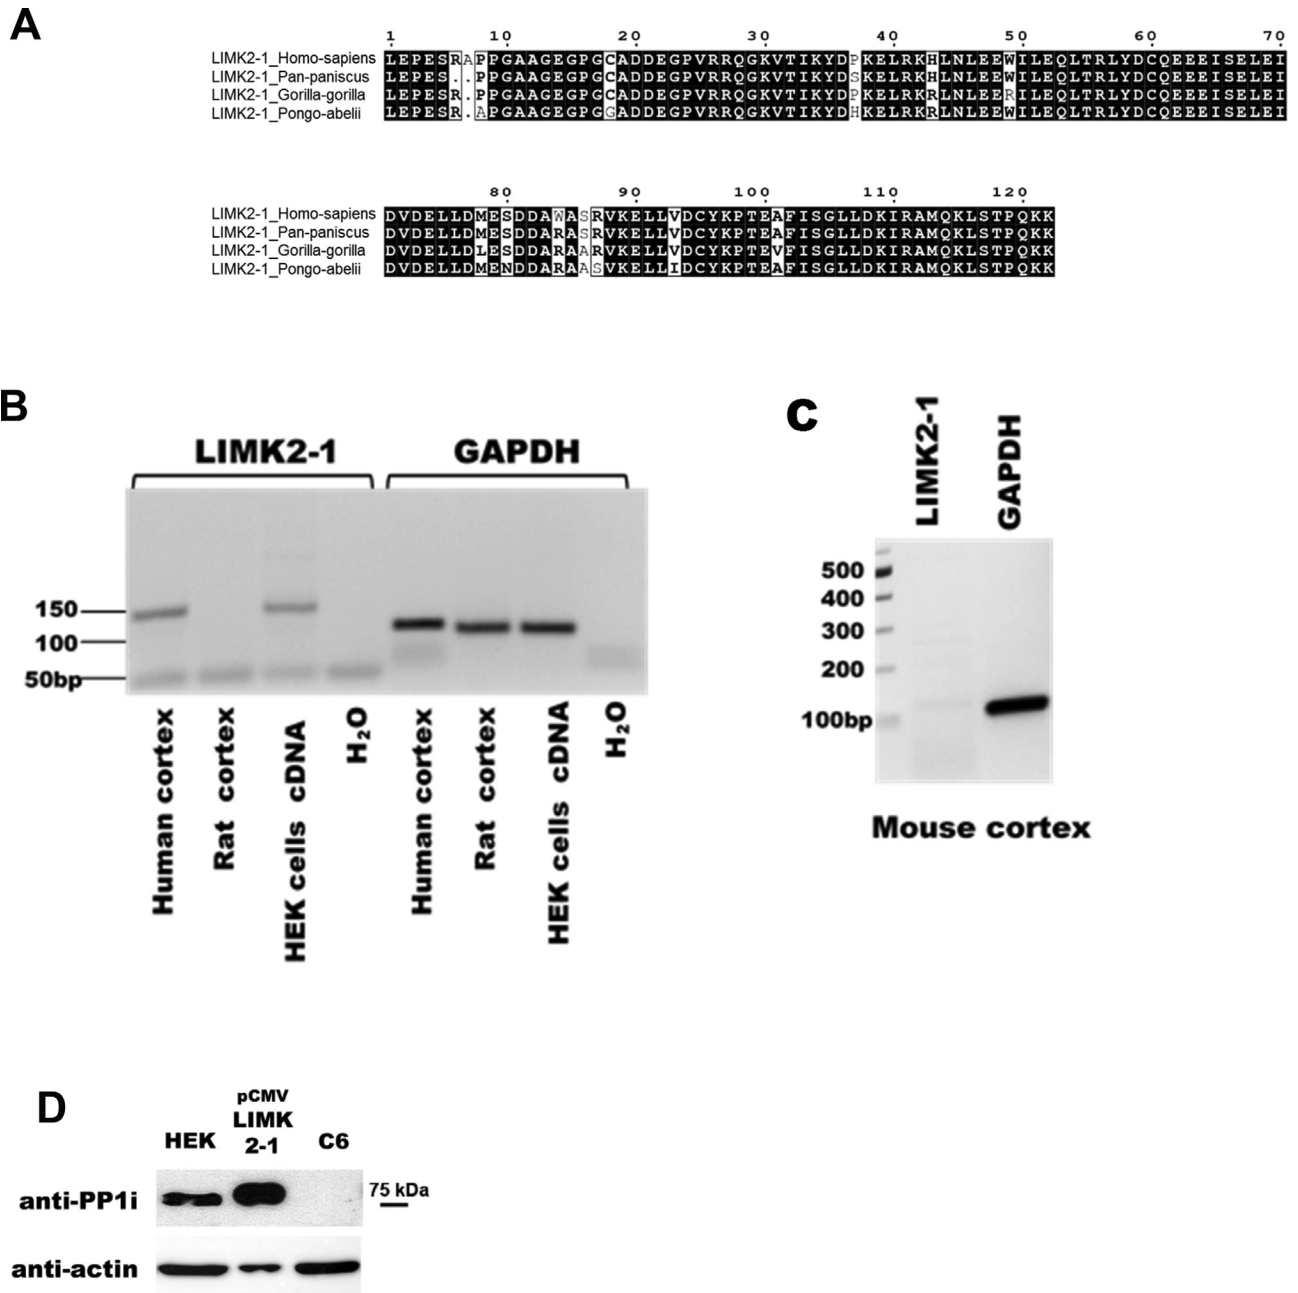 A
1 10 20 30 40 50 60 70
LIMK2-1_Homo-sapiens LEPESRAPPGAAGEGPGCADDEGPVRRQGKVTIKYDPKELRKHLNLEEWILEQLTRLYDCQEEEISELEI
LIMK2-1_Pan-paniscus LEPES..PPGAAGEGPGCADDEGPVRRQGKVTIKYDSKELRKHLNLEEWILEQLTRLYDCQEEEISELEI
LIMK2-1_Gorilla-gorilla LEPESR.PPGAAGEGPGCADDEGPVRRQGKVTIKYDPKELRKRLNLEERILEQLTRLYDCQEEEISELEI
LIMK2-1_Pongo-abelii LEPESR.APGAAGEGPGGADDEGPVRRQGKVTIKYDHKELRKRLNLEEWILEQLTRLYDCQEEEISELEI
80 90 100 110 120
LIMK2-1_Homo-sapiens DVDELLDMESDDAWASRVKELLVDCYKPTEAFISGLLDKIRAMQKLSTPQKK
LIMK2-1_Pan-paniscus DVDELLDMESDDARASRVKELLVDCYKPTEAFISGLLDKIRAMQKLSTPQKK
LIMK2-1_Gorilla-gorilla DVDELLDLESDDARAARVKELLVDCYKPTEVFISGLLDKIRAMQKLSTPQKK
LIMK2-1_Pongo-abelii DVDELLDMENDDARAASVKELLIDCYKPTEAFISGLLDKIRAMQKLSTPQKK
B
LIMK2-1 GAPDH
150
100
50bp
Human cortex
Rat cortex
HEK cells cDNA
H2O
Human cortex
Rat cortex
HEK cells cDNA
H2O
C
LIMK2-1
GAPDH
500
400
300
200
100bp
Mouse cortex
D
HEK
pCMV
LIMK
2-1
C6
anti-PP1i
75 kDa
anti-actin